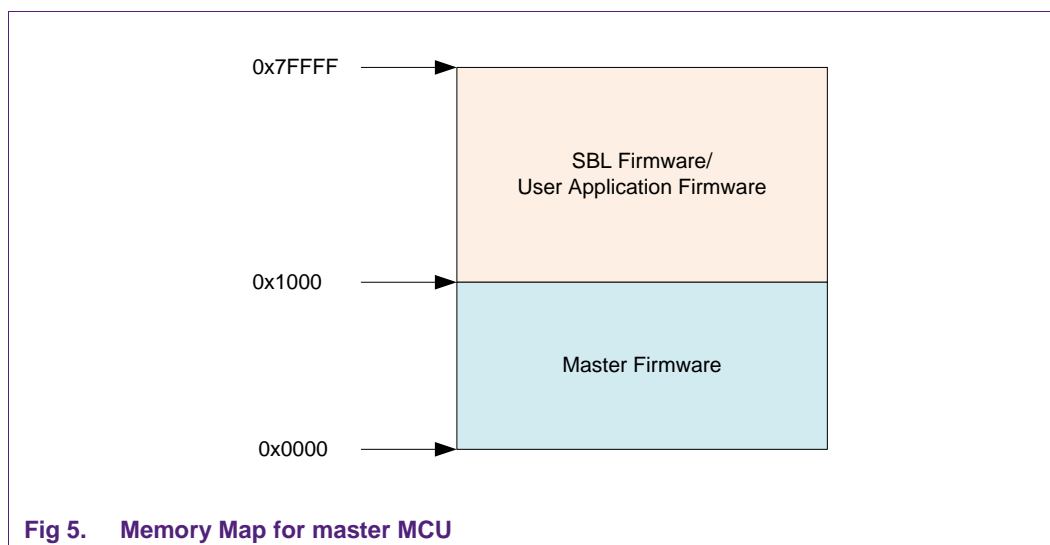 0x7FFFF
SBL Firmware/
User Application Firmware
0x1000
Master Firmware
0x0000
Fig 5. Memory Map for master MCU